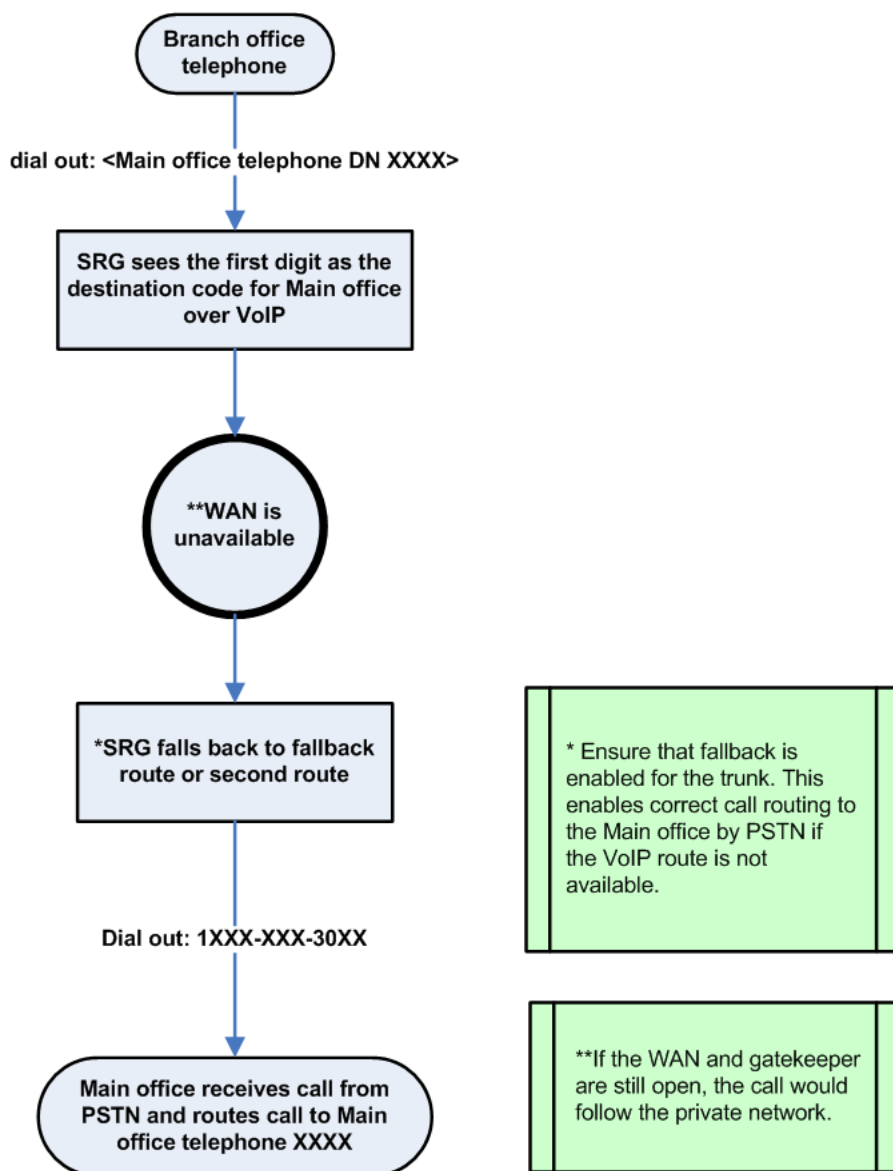 Branch office
telephone
dial out: <Main office telephone DN XXXX>
SRG sees the first digit as the
destination code for Main office
over VoIP
**WAN is
unavailable
*SRG falls back to fallback
route or second route
Dial out: 1XXX-XXX-30XX
Main office receives call from
PSTN and routes call to Main
office telephone XXXX
* Ensure that fallback is
enabled for the trunk. This
enables correct call routing to
the Main office by PSTN if
the VoIP route is not
available.
**If the WAN and gatekeeper
are still open, the call would
follow the private network.